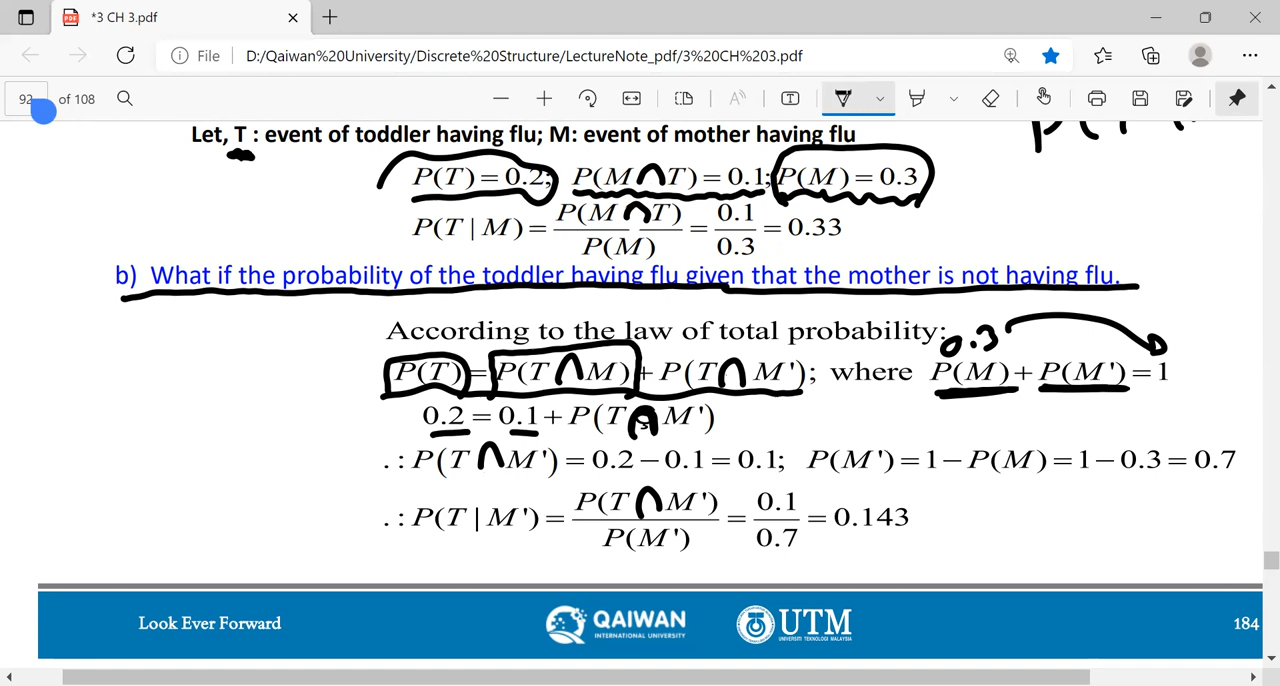 *3 CH 3.pdf
File D:/Qaiwan%20University/Discrete%20Structure/LectureNote_pdf/3%20CH%203.pdf
92 of 108
Let, T : event of toddler having flu; M: event of mother having flu
P(T) = 0.2; P(M ∩ T) = 0.1; P(M) = 0.3
P(T | M) = P(M ∩ T) / P(M) = 0.1 / 0.3 = 0.33
b) What if the probability of the toddler having flu given that the mother is not having flu.
According to the law of total probability:
0.3
P(T) = P(T ∩ M) + P(T ∩ M'); where P(M) + P(M') = 1
0.2 = 0.1 + P(T ∩ M')
.: P(T ∩ M') = 0.2 − 0.1 = 0.1; P(M') = 1 − P(M) = 1 − 0.3 = 0.7
.: P(T | M') = P(T ∩ M') / P(M') = 0.1 / 0.7 = 0.143
Look Ever Forward
QAIWAN
INTERNATIONAL UNIVERSITY
UTM
UNIVERSITI TEKNOLOGI MALAYSIA
184